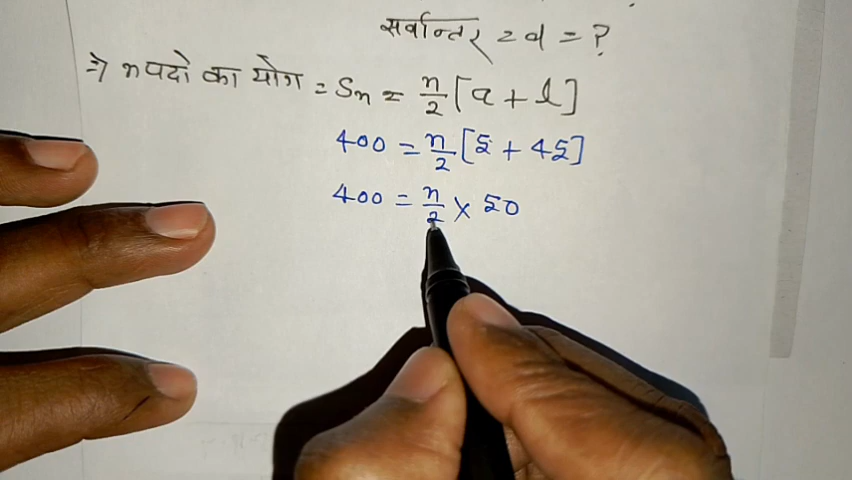 सर्वान्तर = d = ?
⇒ n पदो का योग = Sn = n/2 [a + l]
400 = n/2 [5 + 45]
400 = n/2 × 50